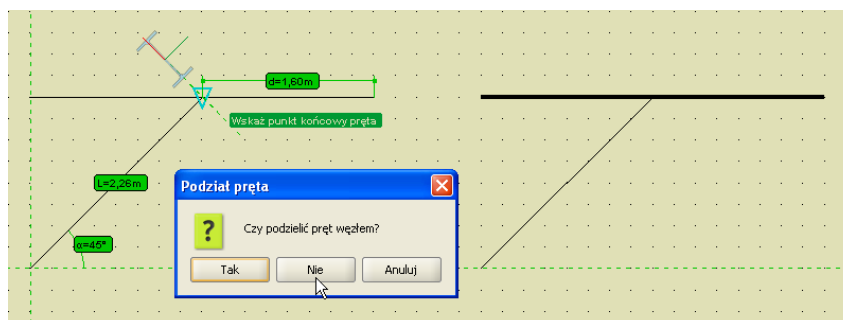 d=1,60m
Wskaż punkt końcowy pręta
L=2,26m
α=45°
Podział pręta
?
Czy podzielić pręt węzłem?
Tak Nie Anuluj